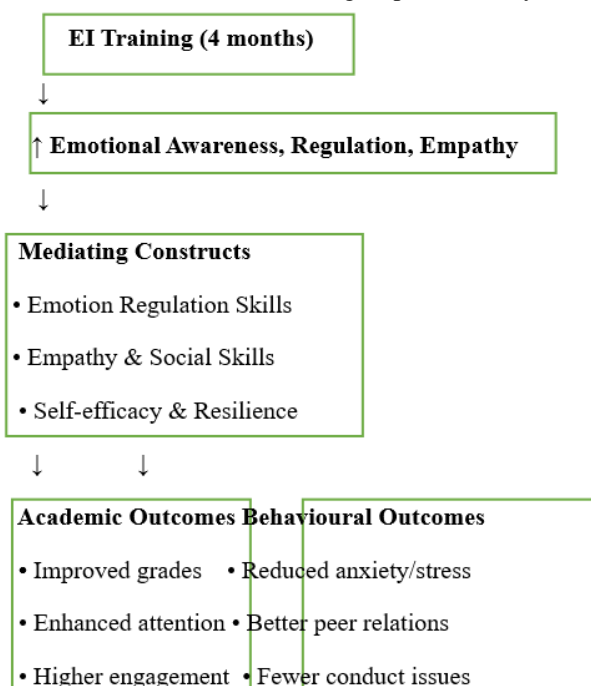 EI Training (4 months)
↓
↑ Emotional Awareness, Regulation, Empathy
↓
Mediating Constructs
• Emotion Regulation Skills
• Empathy & Social Skills
• Self-efficacy & Resilience
↓ ↓
Academic Outcomes Behavioural Outcomes
• Improved grades • Reduced anxiety/stress
• Enhanced attention • Better peer relations
• Higher engagement • Fewer conduct issues